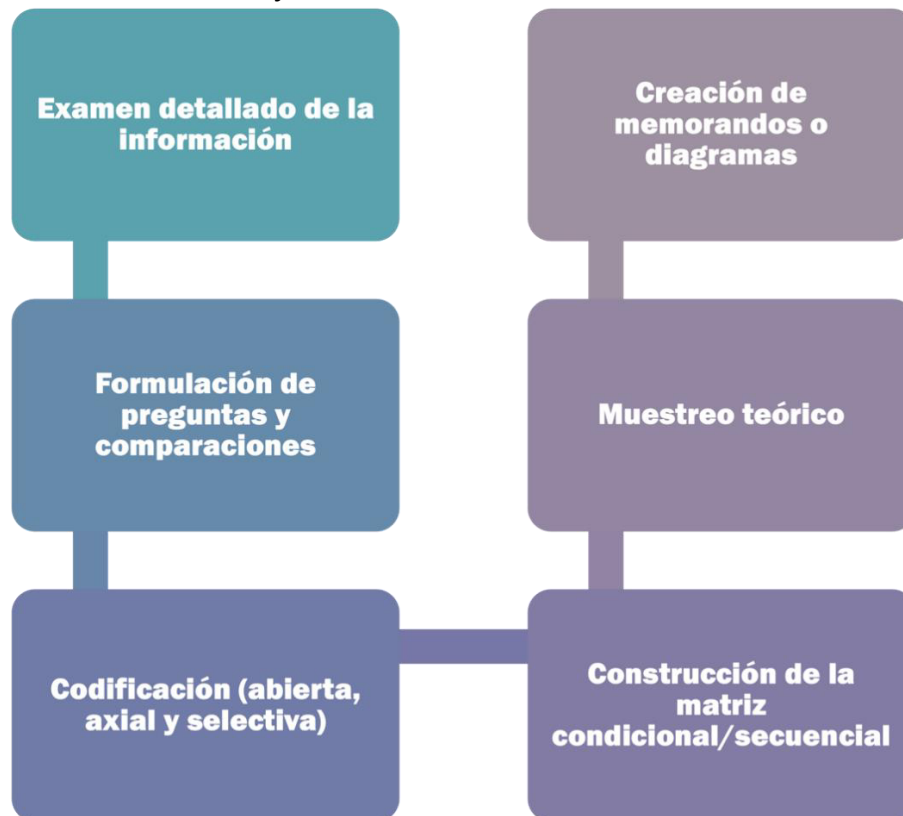 Examen detallado de la
información
Formulación de
preguntas y
comparaciones
Codificación (abierta,
axial y selectiva)
Construcción de la
matriz
condicional/secuencial
Muestreo teórico
Creación de
memorandos o
diagramas